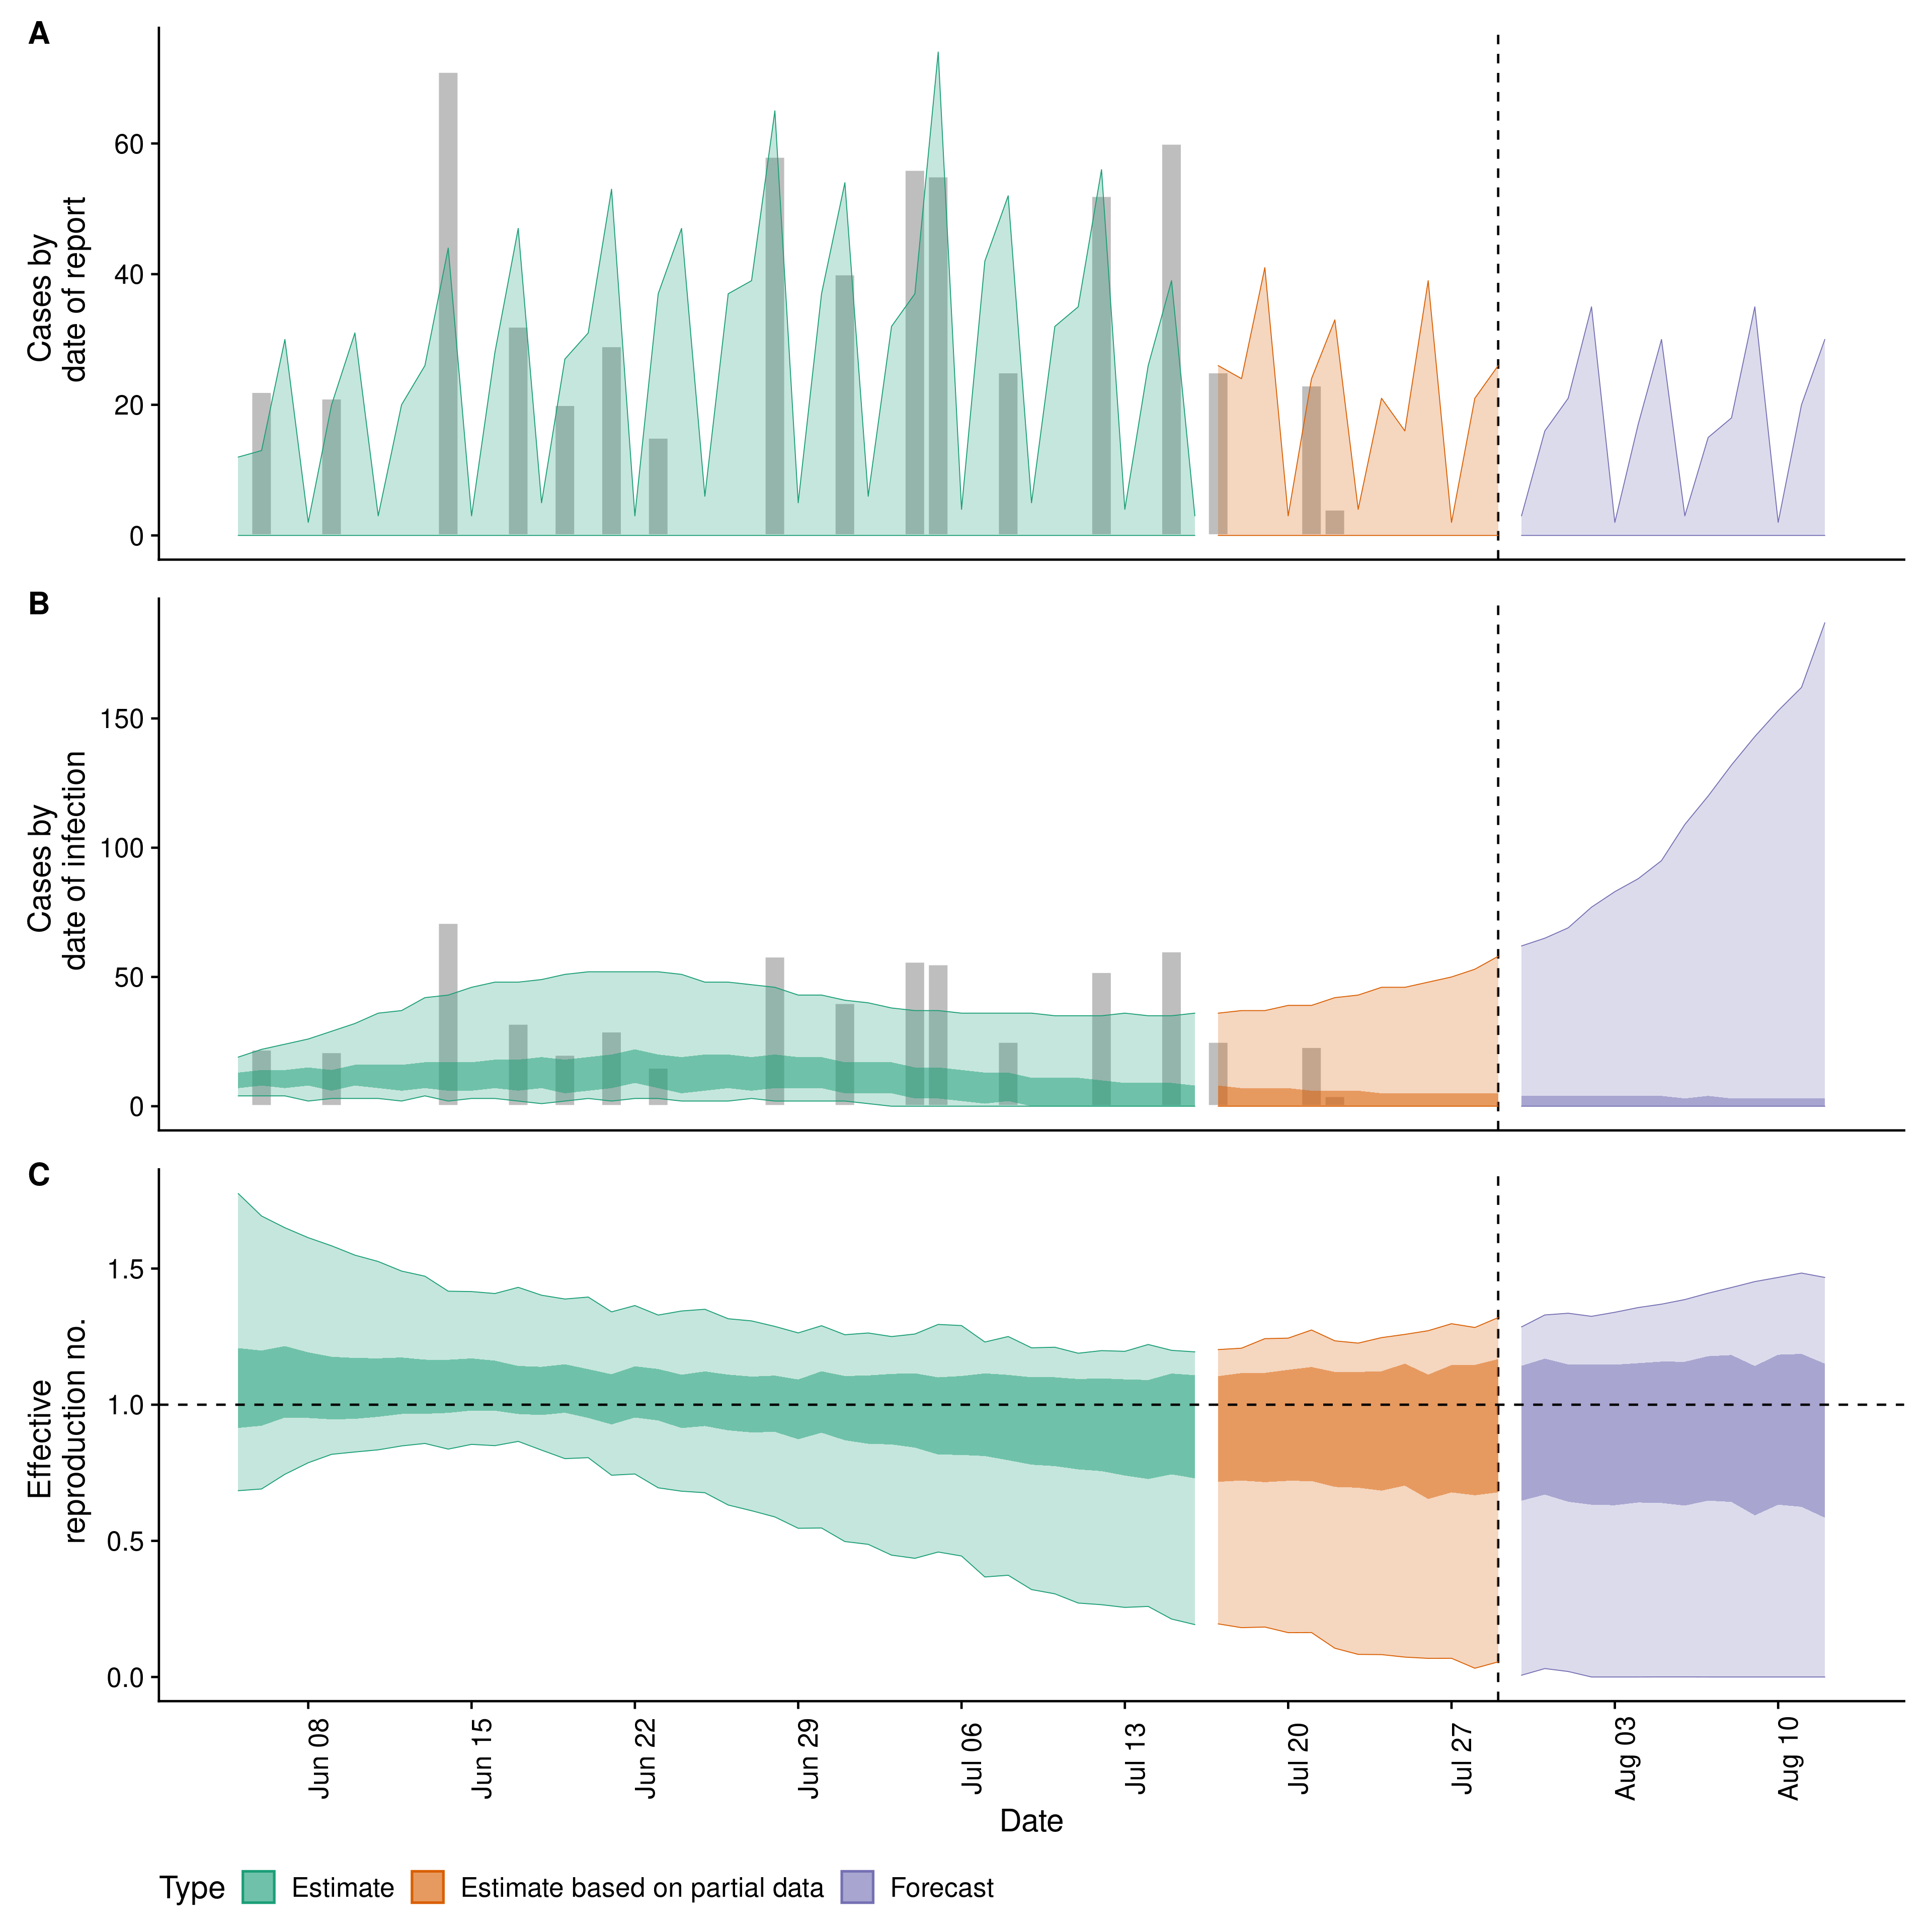 A
Cases by
date of report
60
40
20
0
B
Cases by
date of infection
150
100
50
0
C
Effective
reproduction no.
1.5
1.0
0.5
0.0
Jun 08
Jun 15
Jun 22
Jun 29
Jul 06
Jul 13
Jul 20
Jul 27
Aug 03
Aug 10
Date
Type
Estimate
Estimate based on partial data
Forecast